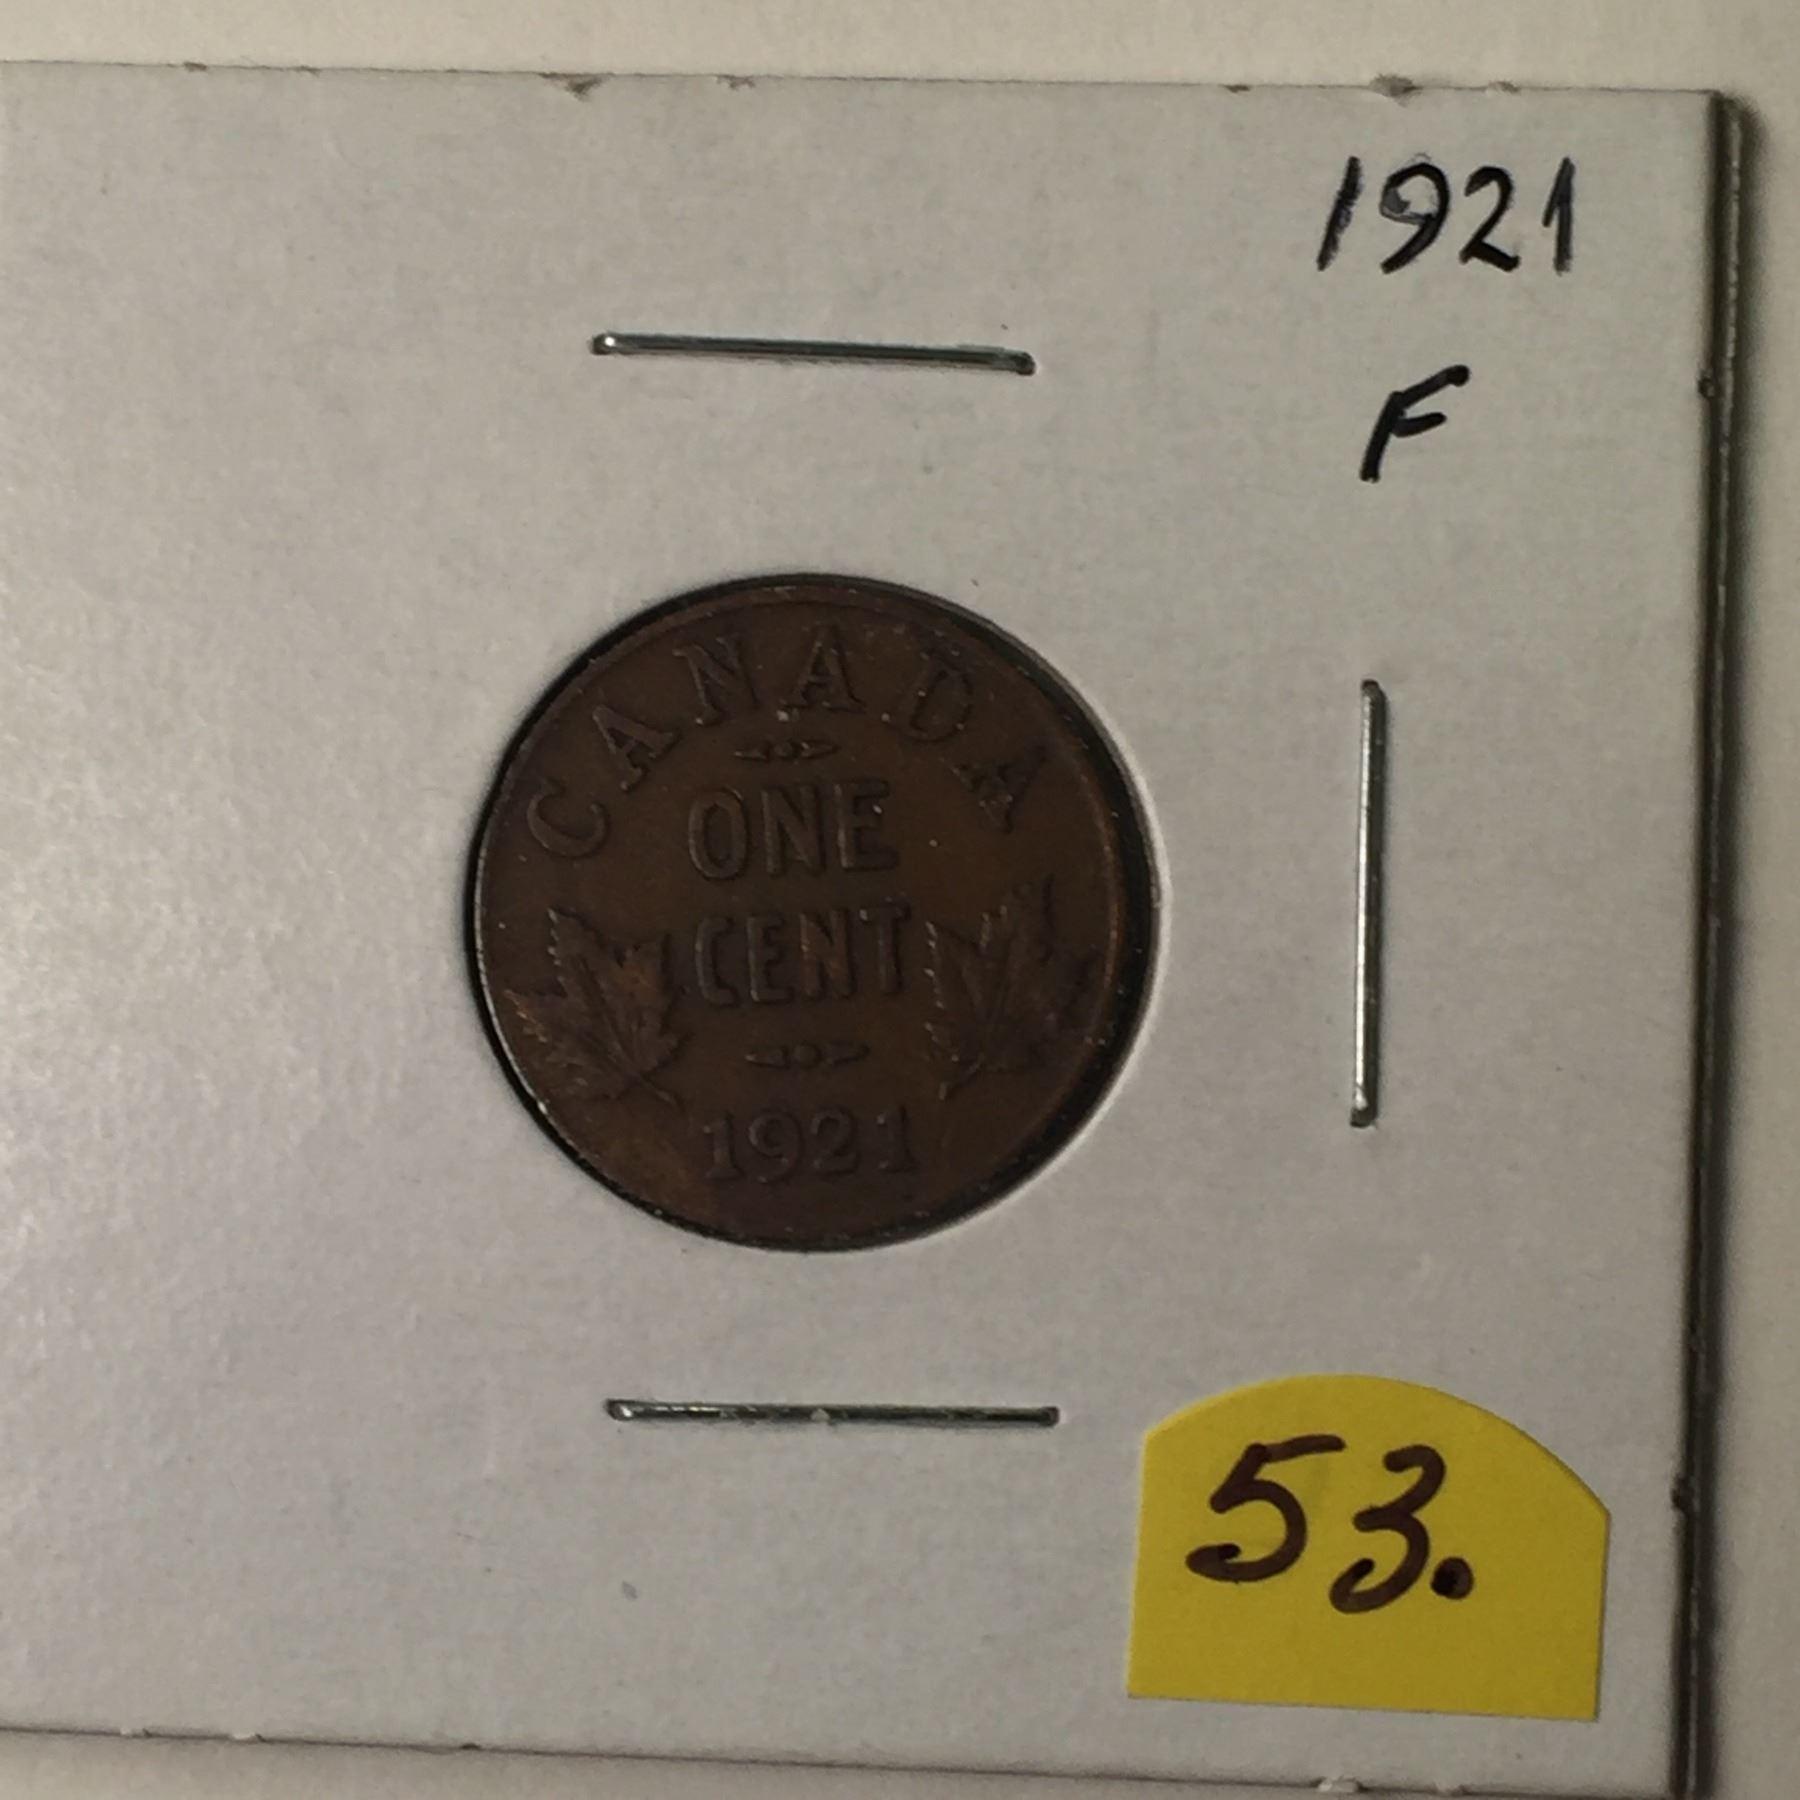 1921
F
CANADA
ONE
CENT
1921
53.